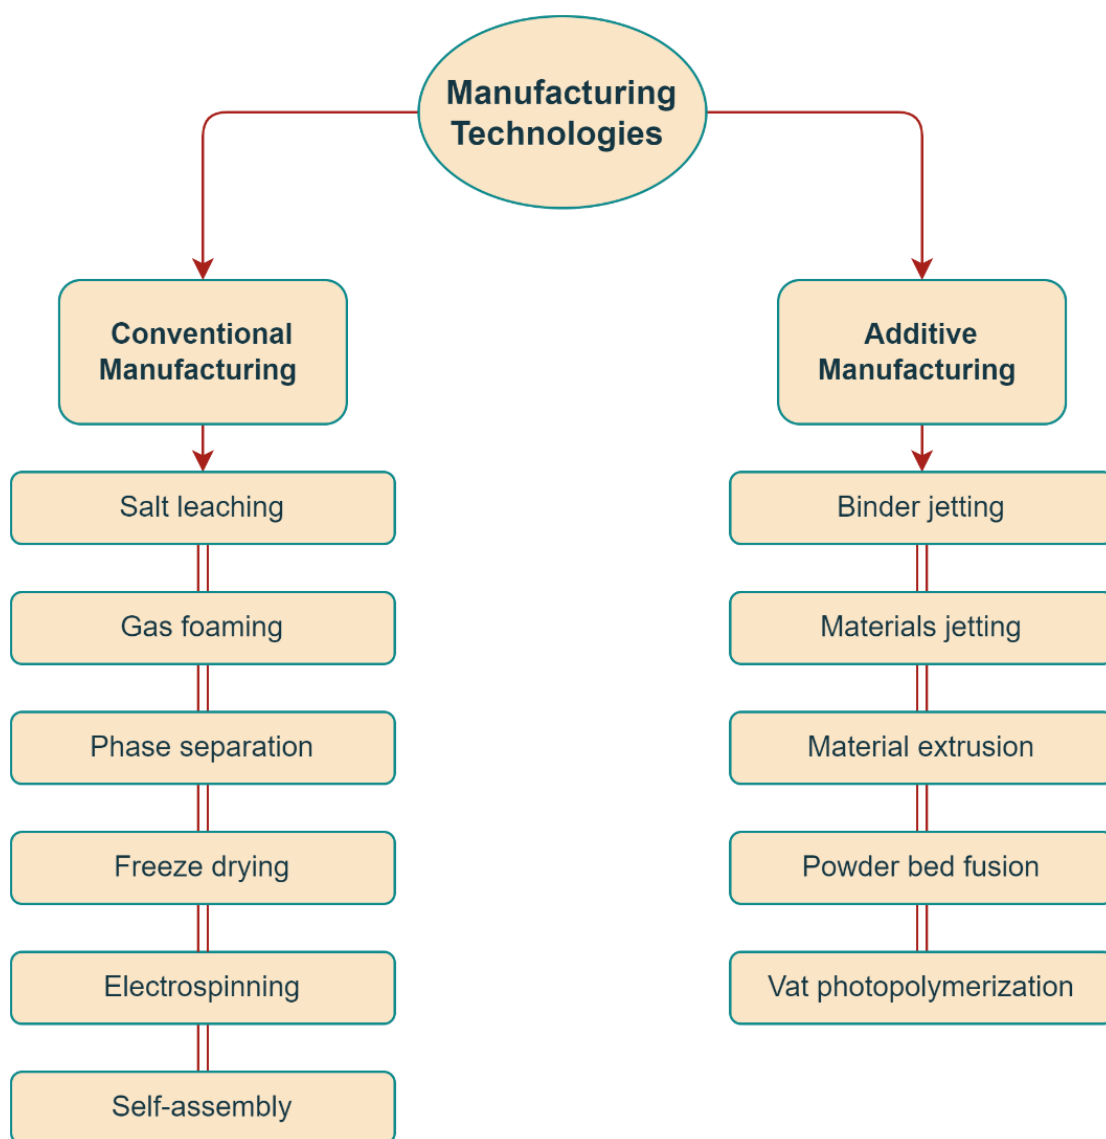 Manufacturing
Technologies
Conventional
Manufacturing
Additive
Manufacturing
Salt leaching
Gas foaming
Phase separation
Freeze drying
Electrospinning
Self-assembly
Binder jetting
Materials jetting
Material extrusion
Powder bed fusion
Vat photopolymerization